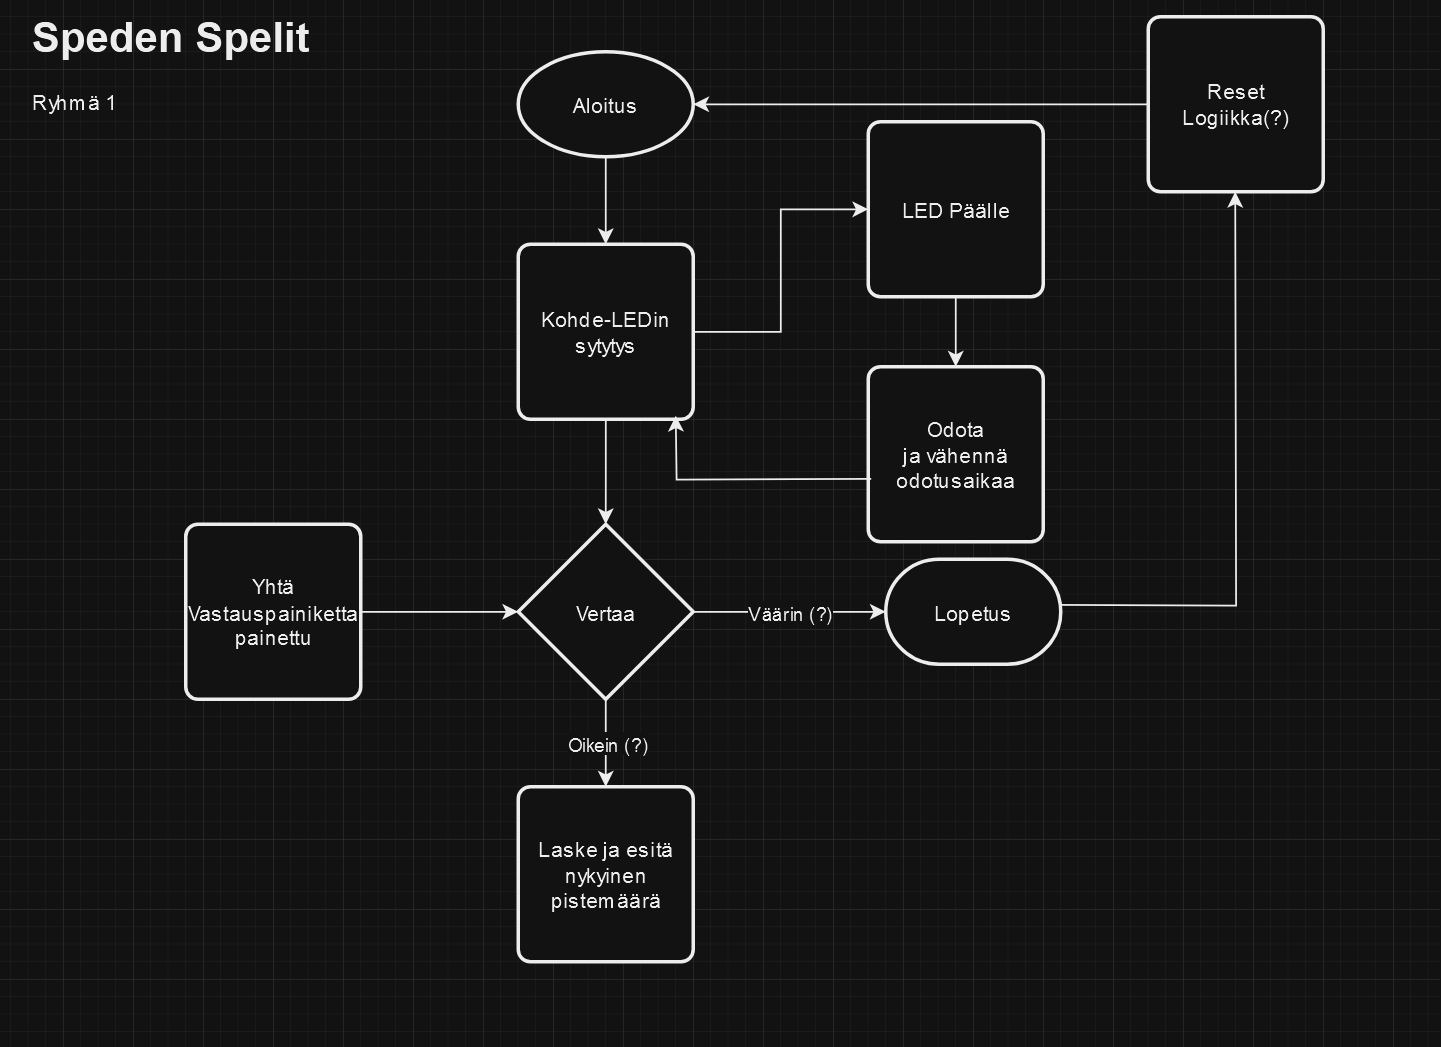 Speden Spelit
Ryhmä 1
Aloitus
Reset
Logiikka(?)
LED Päälle
Kohde-LEDin
sytytys
Odota
ja vähennä
odotusaikaa
Yhtä
Vastauspainiketta
painettu
Vertaa
Väärin (?)
Lopetus
Oikein (?)
Laske ja esitä
nykyinen
pistemäärä